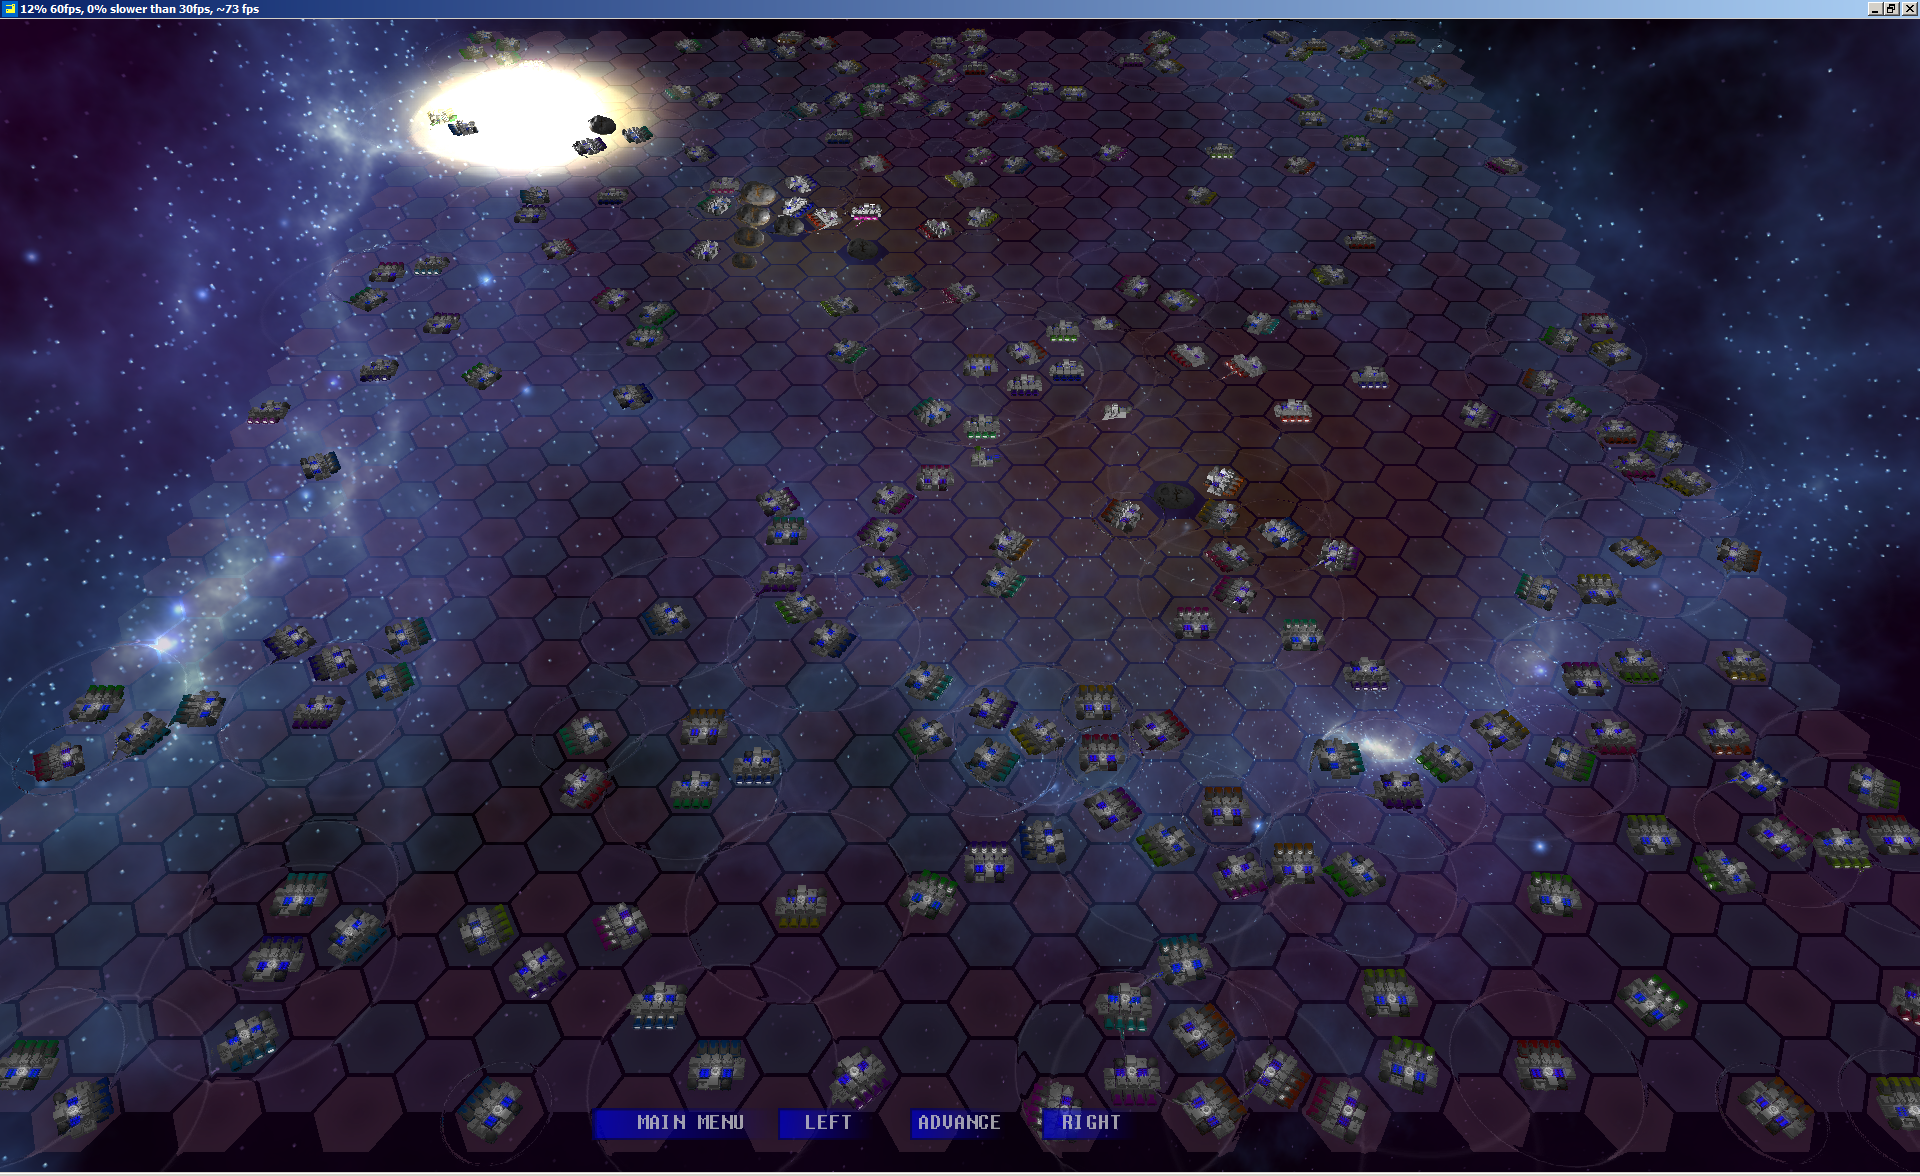 12% 60fps, 0% slower than 30fps, ~73 fps
MAIN MENU LEFT ADVANCE RIGHT